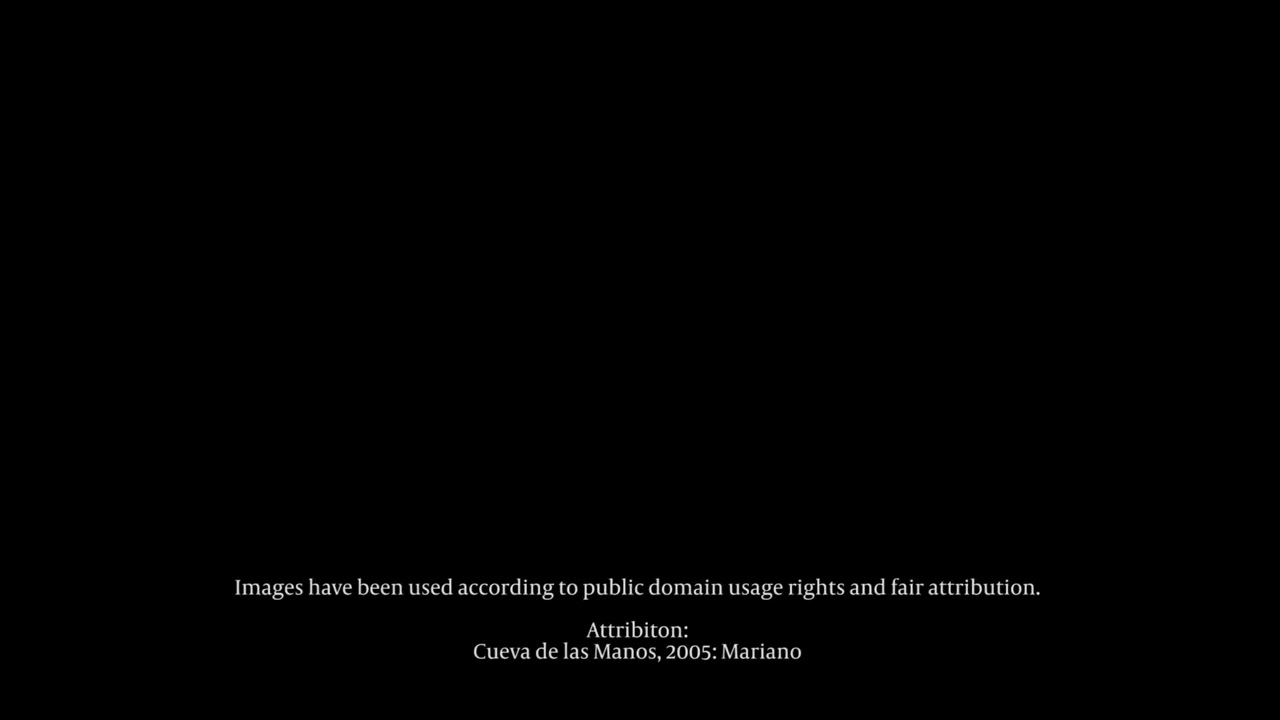 Images have been used according to public domain usage rights and fair attribution.
Attribiton:
Cueva de las Manos, 2005: Mariano